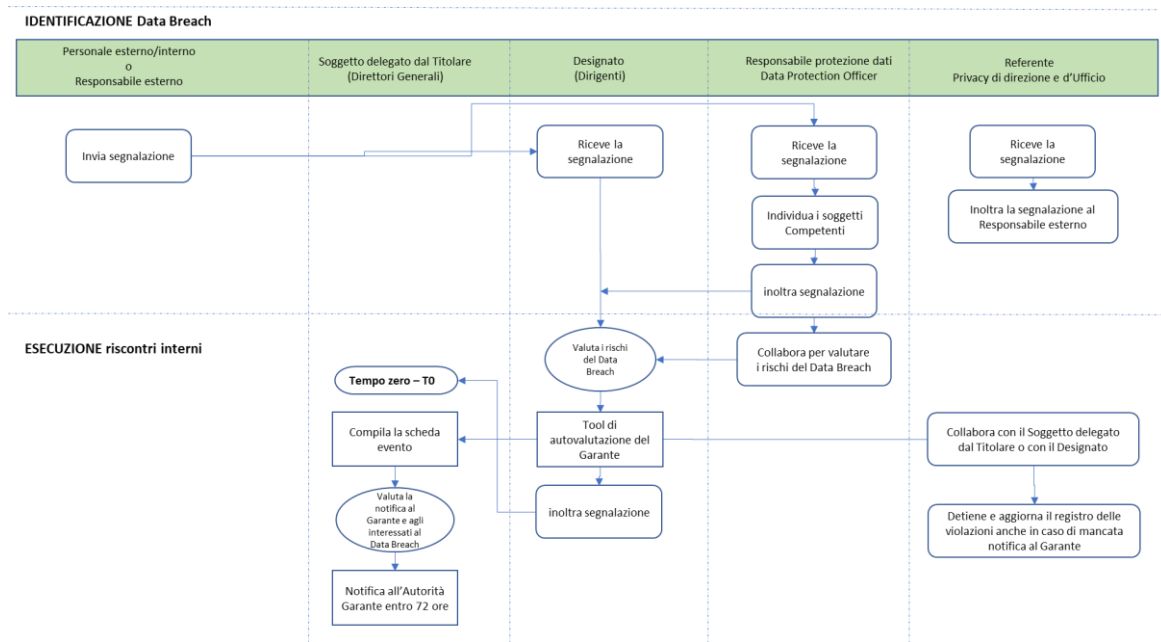 IDENTIFICAZIONE Data Breach
Personale esterno/interno
o
Responsabile esterno
Soggetto delegato dal Titolare
(Direttori Generali)
Designato
(Dirigenti)
Responsabile protezione dati
Data Protection Officer
Referente
Privacy di direzione e d'Ufficio
Invia segnalazione
Riceve la
segnalazione
Riceve la
segnalazione
Riceve la
segnalazione
Individua i soggetti
Competenti
Inoltra la segnalazione al
Responsabile esterno
inoltra segnalazione
ESECUZIONE riscontri interni
Valuta i rischi
del Data
Breach
Collabora per valutare
i rischi del Data Breach
Tempo zero – T0
Compila la scheda
evento
Tool di
autovalutazione del
Garante
Collabora con il Soggetto delegato
dal Titolare o con il Designato
Valuta la
notifica al
Garante e agli
interessati al
Data Breach
inoltra segnalazione
Detiene e aggiorna il registro delle
violazioni anche in caso di mancata
notifica al Garante
Notifica all'Autorità
Garante entro 72 ore